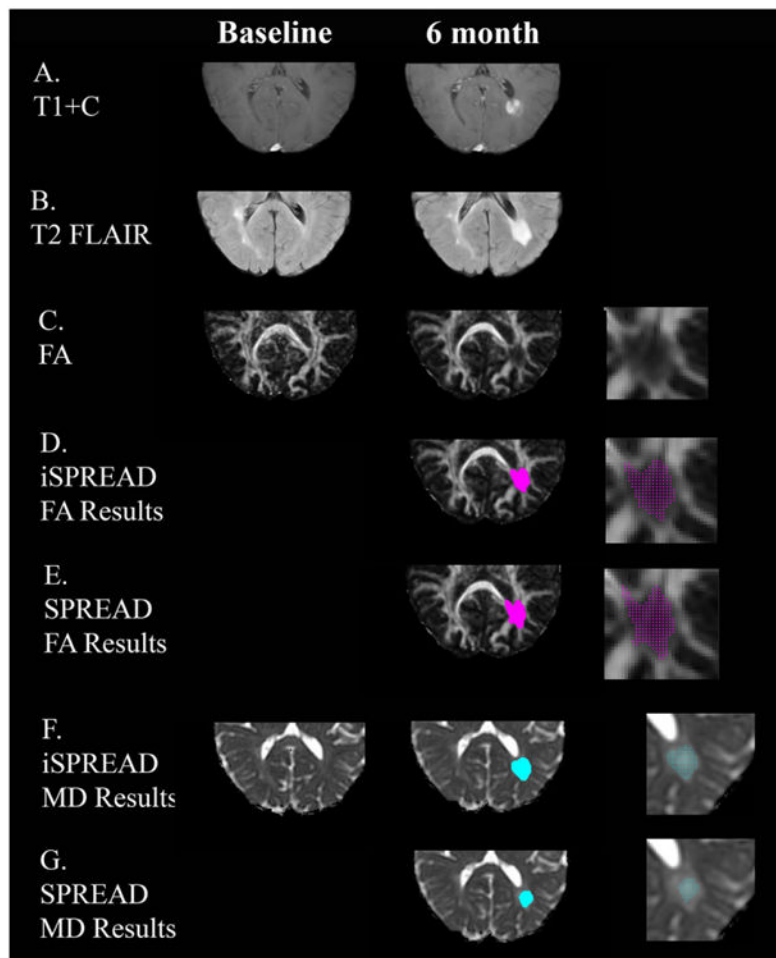 Baseline 6 month
A.
T1+C
B.
T2 FLAIR
C.
FA
D.
iSPREAD
FA Results
E.
SPREAD
FA Results
F.
iSPREAD
MD Results
G.
SPREAD
MD Results